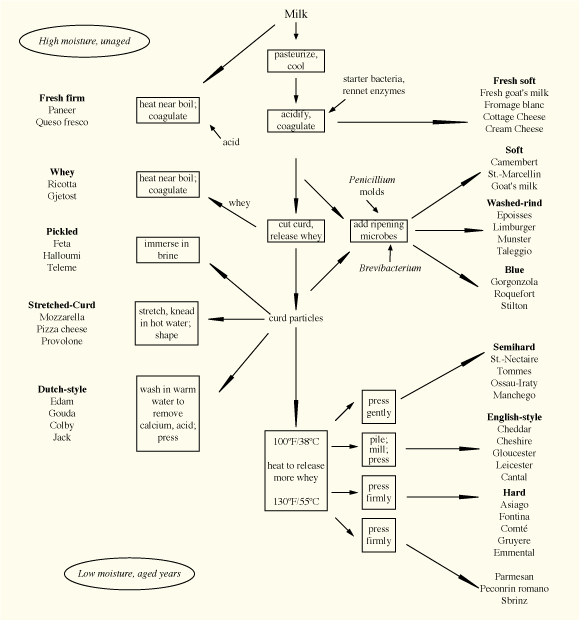 Milk
High moisture, unaged
pasteurize,
cool
starter bacteria,
rennet enzymes
Fresh soft
Fresh goat's milk
Fromage blanc
Cottage Cheese
Cream Cheese
Fresh firm
Paneer
Queso fresco
heat near boil;
coagulate
acidify,
coagulate
acid
Soft
Camembert
St.-Marcellin
Goat's milk
Whey
Ricotta
Gjetost
heat near boil;
coagulate
Penicillium
molds
whey
Washed-rind
Epoisses
Limburger
Munster
Taleggio
cut curd,
release whey
add ripening
microbes
Pickled
Feta
Halloumi
Teleme
immerse in
brine
Brevibacterium
Blue
Gorgonzola
Roquefort
Stilton
Stretched-Curd
Mozzarella
Pizza cheese
Provolone
stretch, knead
in hot water;
shape
curd particles
Semihard
St.-Nectaire
Tommes
Ossau-Iraty
Manchego
Dutch-style
Edam
Gouda
Colby
Jack
wash in warm
water to
remove
calcium, acid;
press
press
gently
English-style
Cheddar
Cheshire
Gloucester
Leicester
Cantal
100°F/38°C
heat to release
more whey
130°F/55°C
pile;
mill;
press
press
firmly
Hard
Asiago
Fontina
Comté
Gruyere
Emmental
press
firmly
Low moisture, aged years
Parmesan
Peconrin romano
Sbrinz